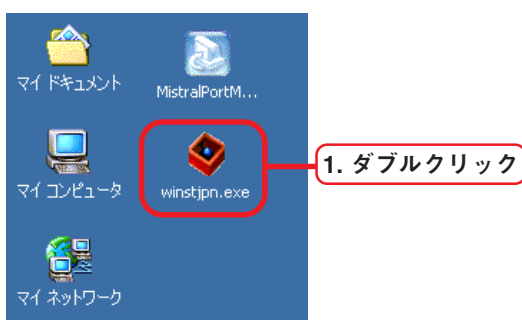 マイ ドキュメント
MistralPortM...
マイ コンピュータ
winstjpn.exe
1. ダブルクリック
マイ ネットワーク